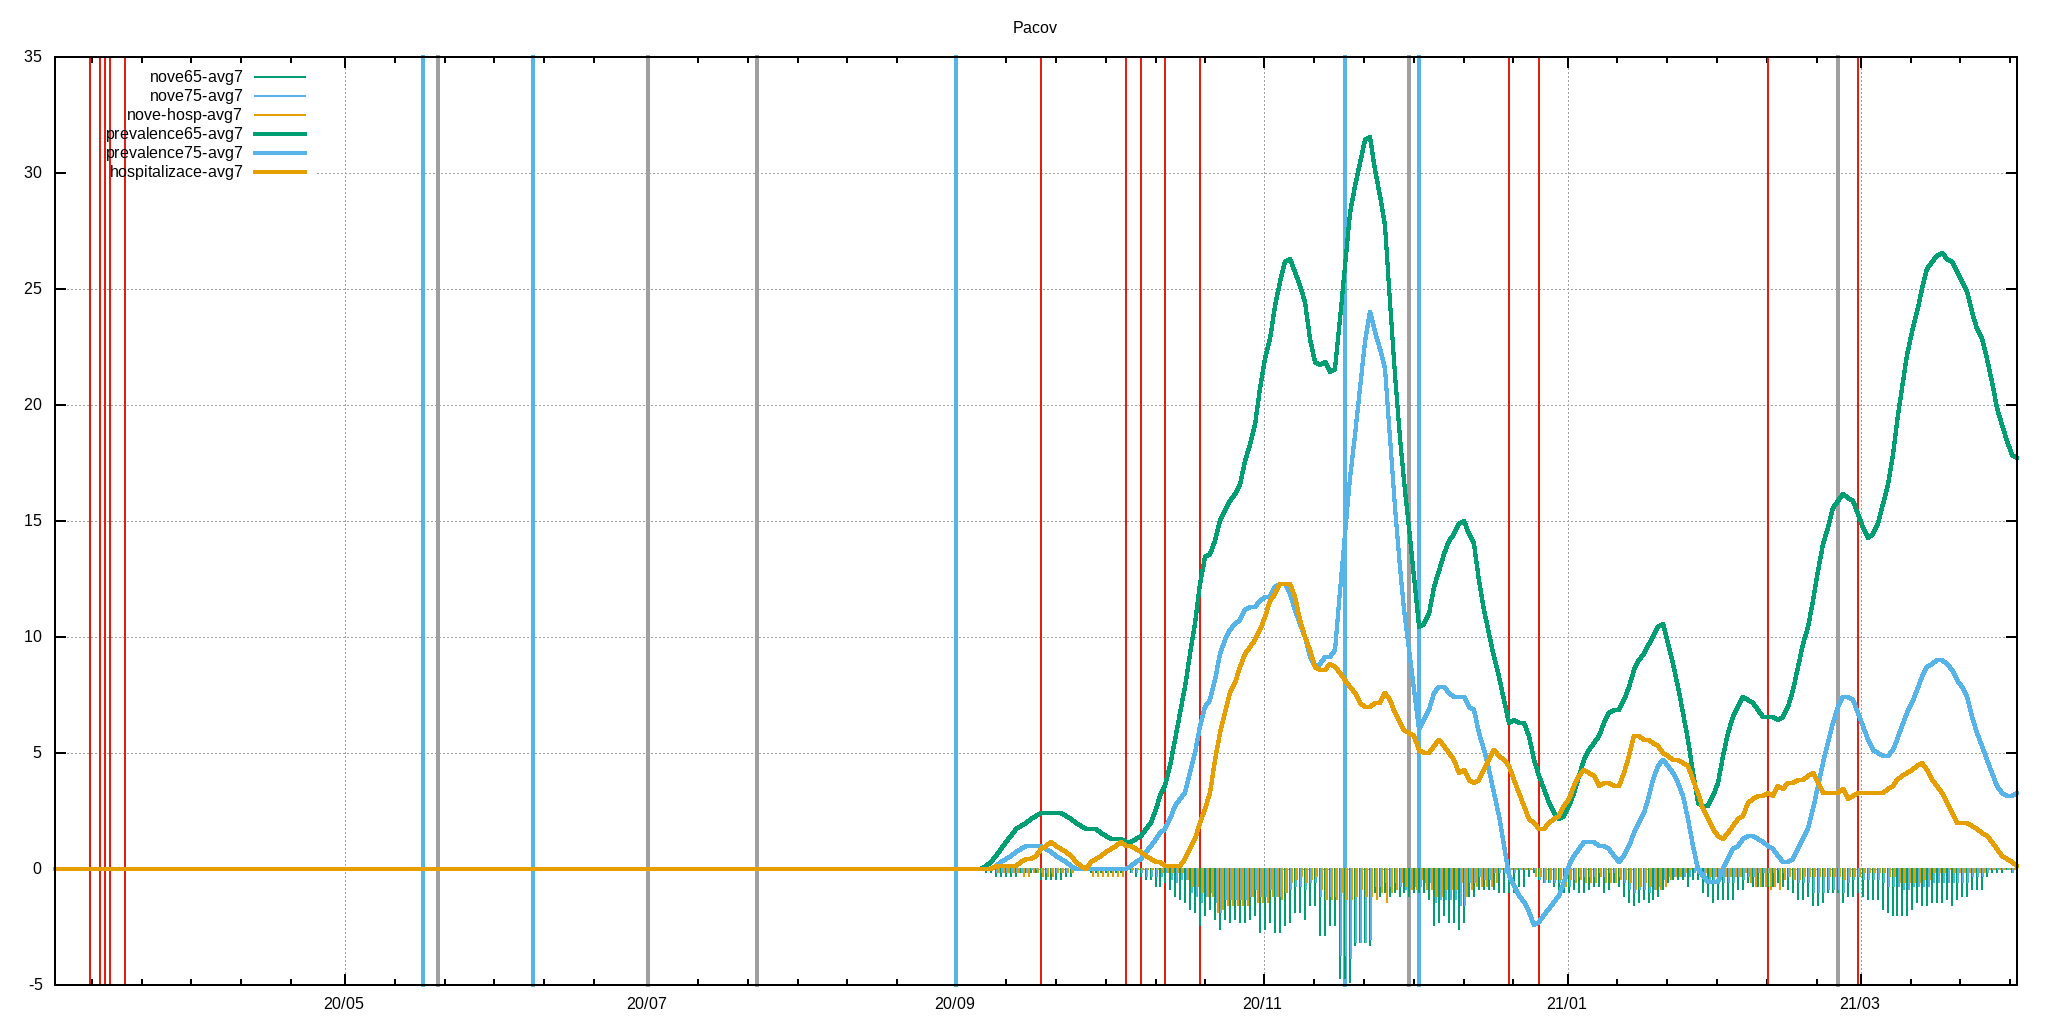 Pacov
35
nove65-avg7
nove75-avg7
nove-hosp-avg7
prevalence65-avg7
prevalence75-avg7
hospitalizace-avg7
30
25
20
15
10
5
0
-5
20/05 20/07 20/09 20/11 21/01 21/03